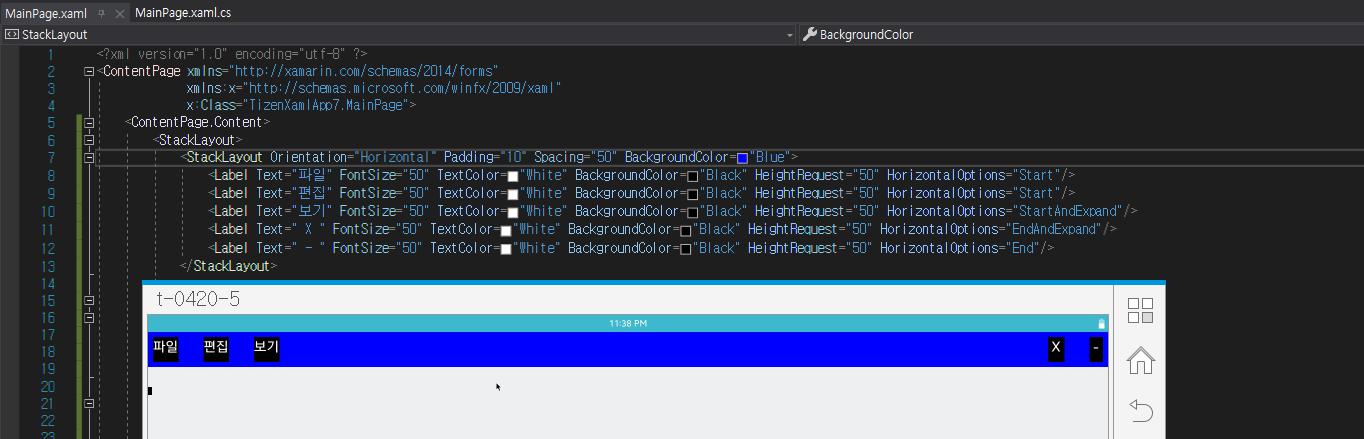 MainPage.xaml MainPage.xaml.cs
StackLayout BackgroundColor
1 <?xml version="1.0" encoding="utf-8" ?>
2 <ContentPage xmlns="http://xamarin.com/schemas/2014/forms"
3 xmlns:x="http://schemas.microsoft.com/winfx/2009/xaml"
4 x:Class="TizenXamlApp7.MainPage">
5 <ContentPage.Content>
6 <StackLayout>
7 <StackLayout Orientation="Horizontal" Padding="10" Spacing="50" BackgroundColor="Blue">
8 <Label Text="파일" FontSize="50" TextColor="White" BackgroundColor="Black" HeightRequest="50" HorizontalOptions="Start"/>
9 <Label Text="편집" FontSize="50" TextColor="White" BackgroundColor="Black" HeightRequest="50" HorizontalOptions="Start"/>
10 <Label Text="보기" FontSize="50" TextColor="White" BackgroundColor="Black" HeightRequest="50" HorizontalOptions="StartAndExpand"/>
11 <Label Text=" X " FontSize="50" TextColor="White" BackgroundColor="Black" HeightRequest="50" HorizontalOptions="EndAndExpand"/>
12 <Label Text=" - " FontSize="50" TextColor="White" BackgroundColor="Black" HeightRequest="50" HorizontalOptions="End"/>
13 </StackLayout>
14
15
16
17
18
19
20
21
22
23
t-0420-5
11:38 PM
파일 편집 보기 X -